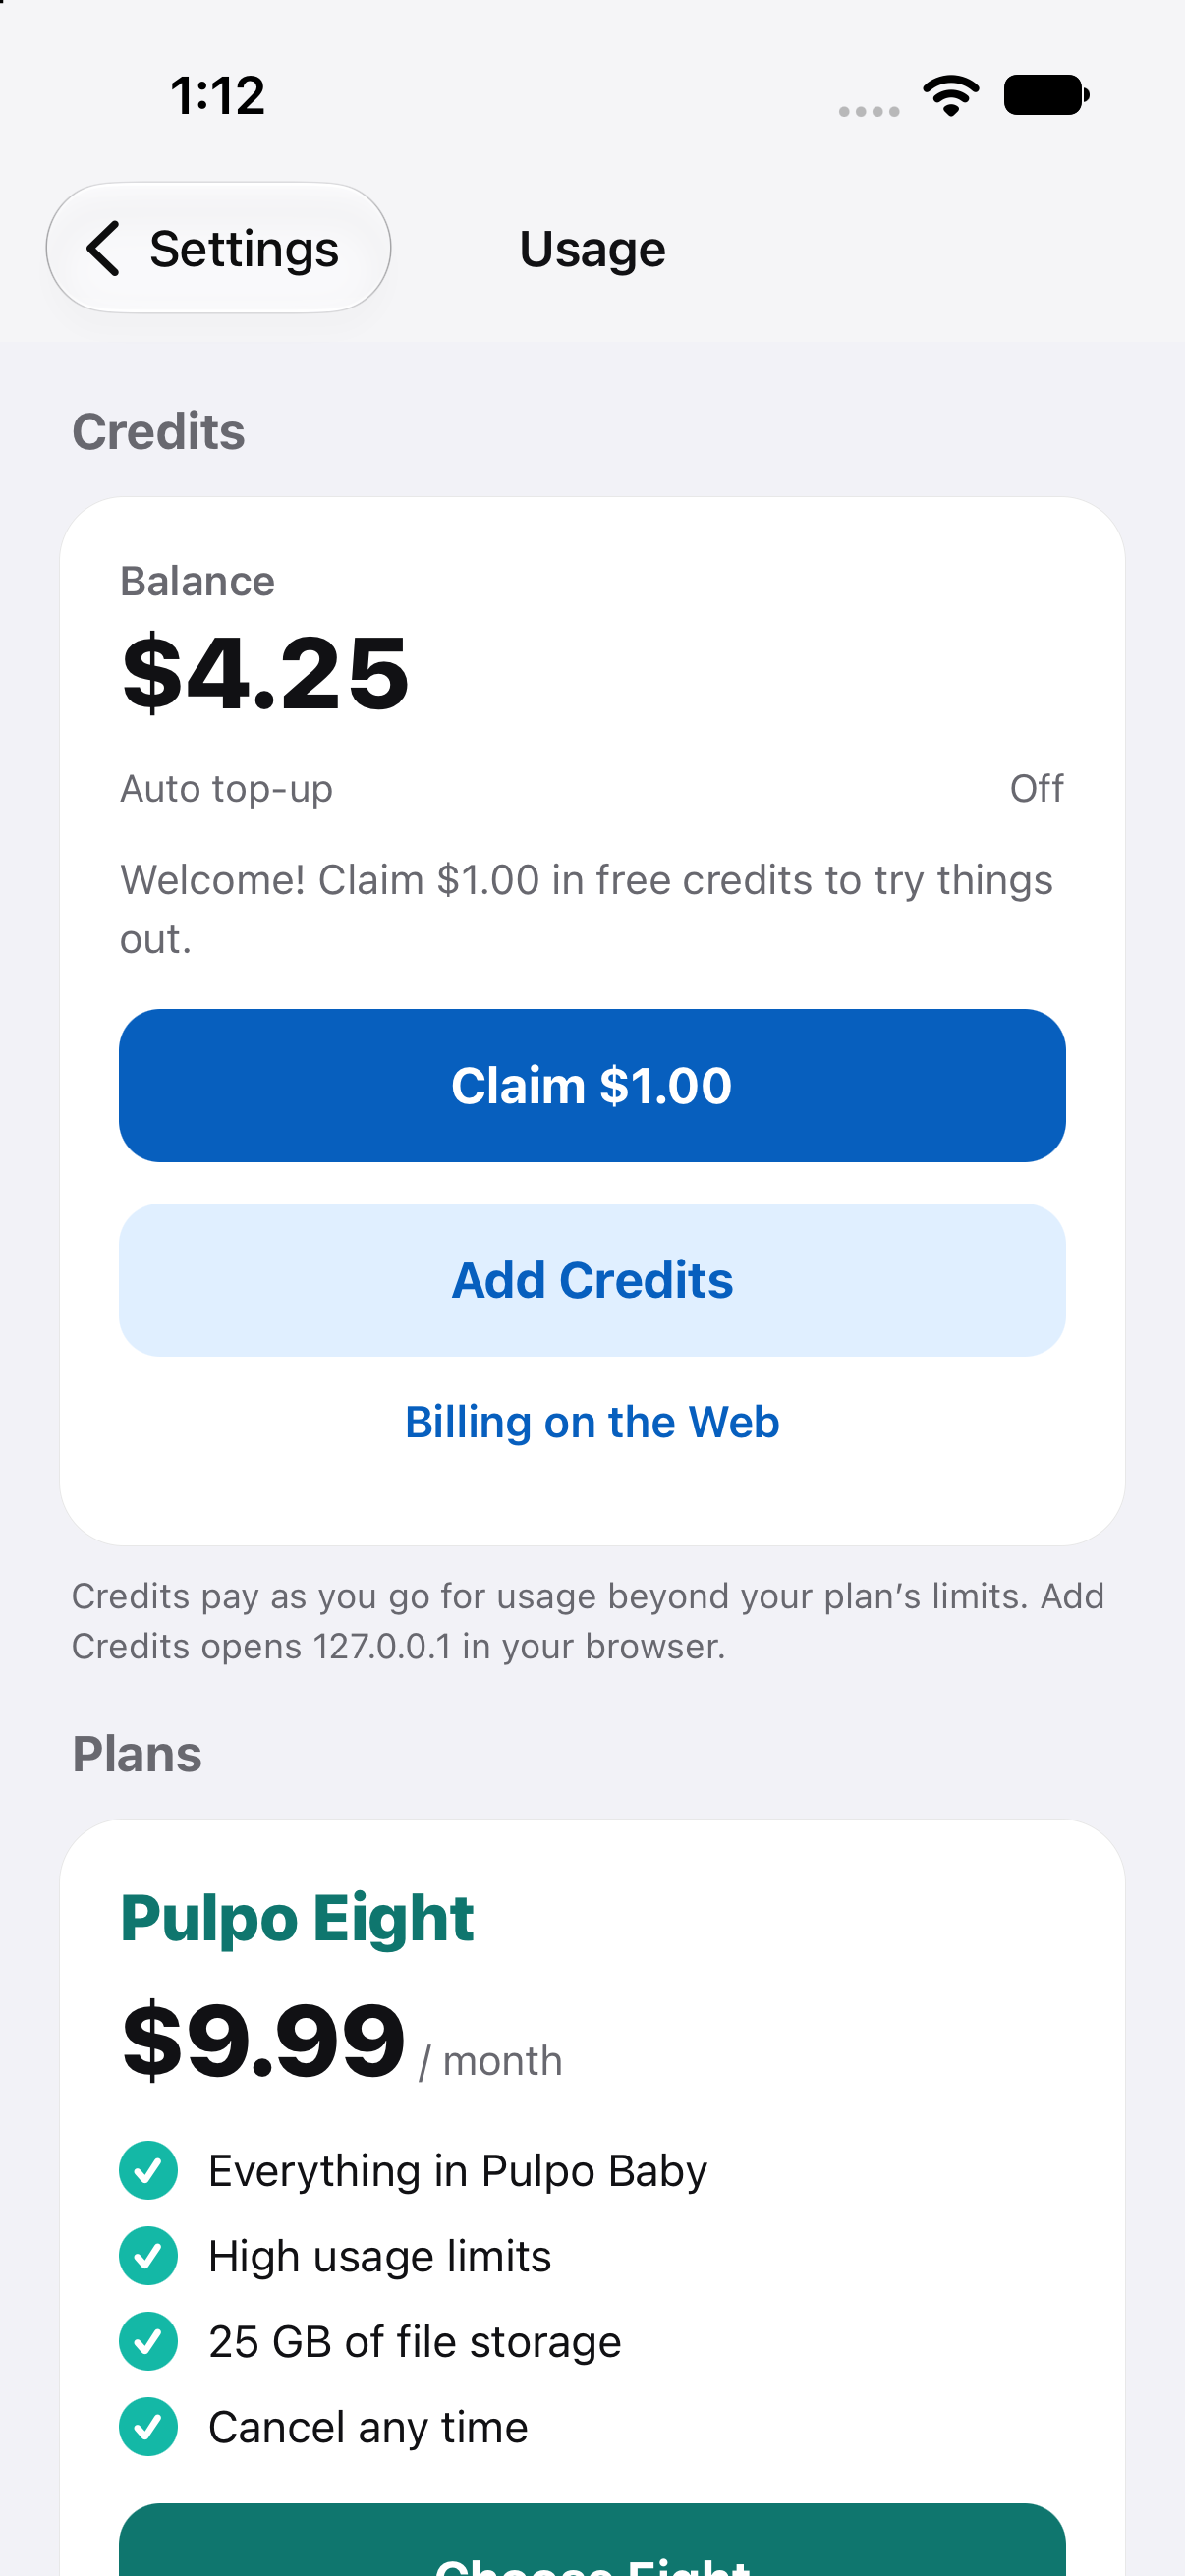 1:12
Settings
Usage
Credits
Balance
$4.25
Auto top-up
Off
Welcome! Claim $1.00 in free credits to try things
out.
Claim $1.00
Add Credits
Billing on the Web
Credits pay as you go for usage beyond your plan’s limits. Add
Credits opens 127.0.0.1 in your browser.
Plans
Pulpo Eight
$9.99 / month
Everything in Pulpo Baby
High usage limits
25 GB of file storage
Cancel any time
Choose Eight